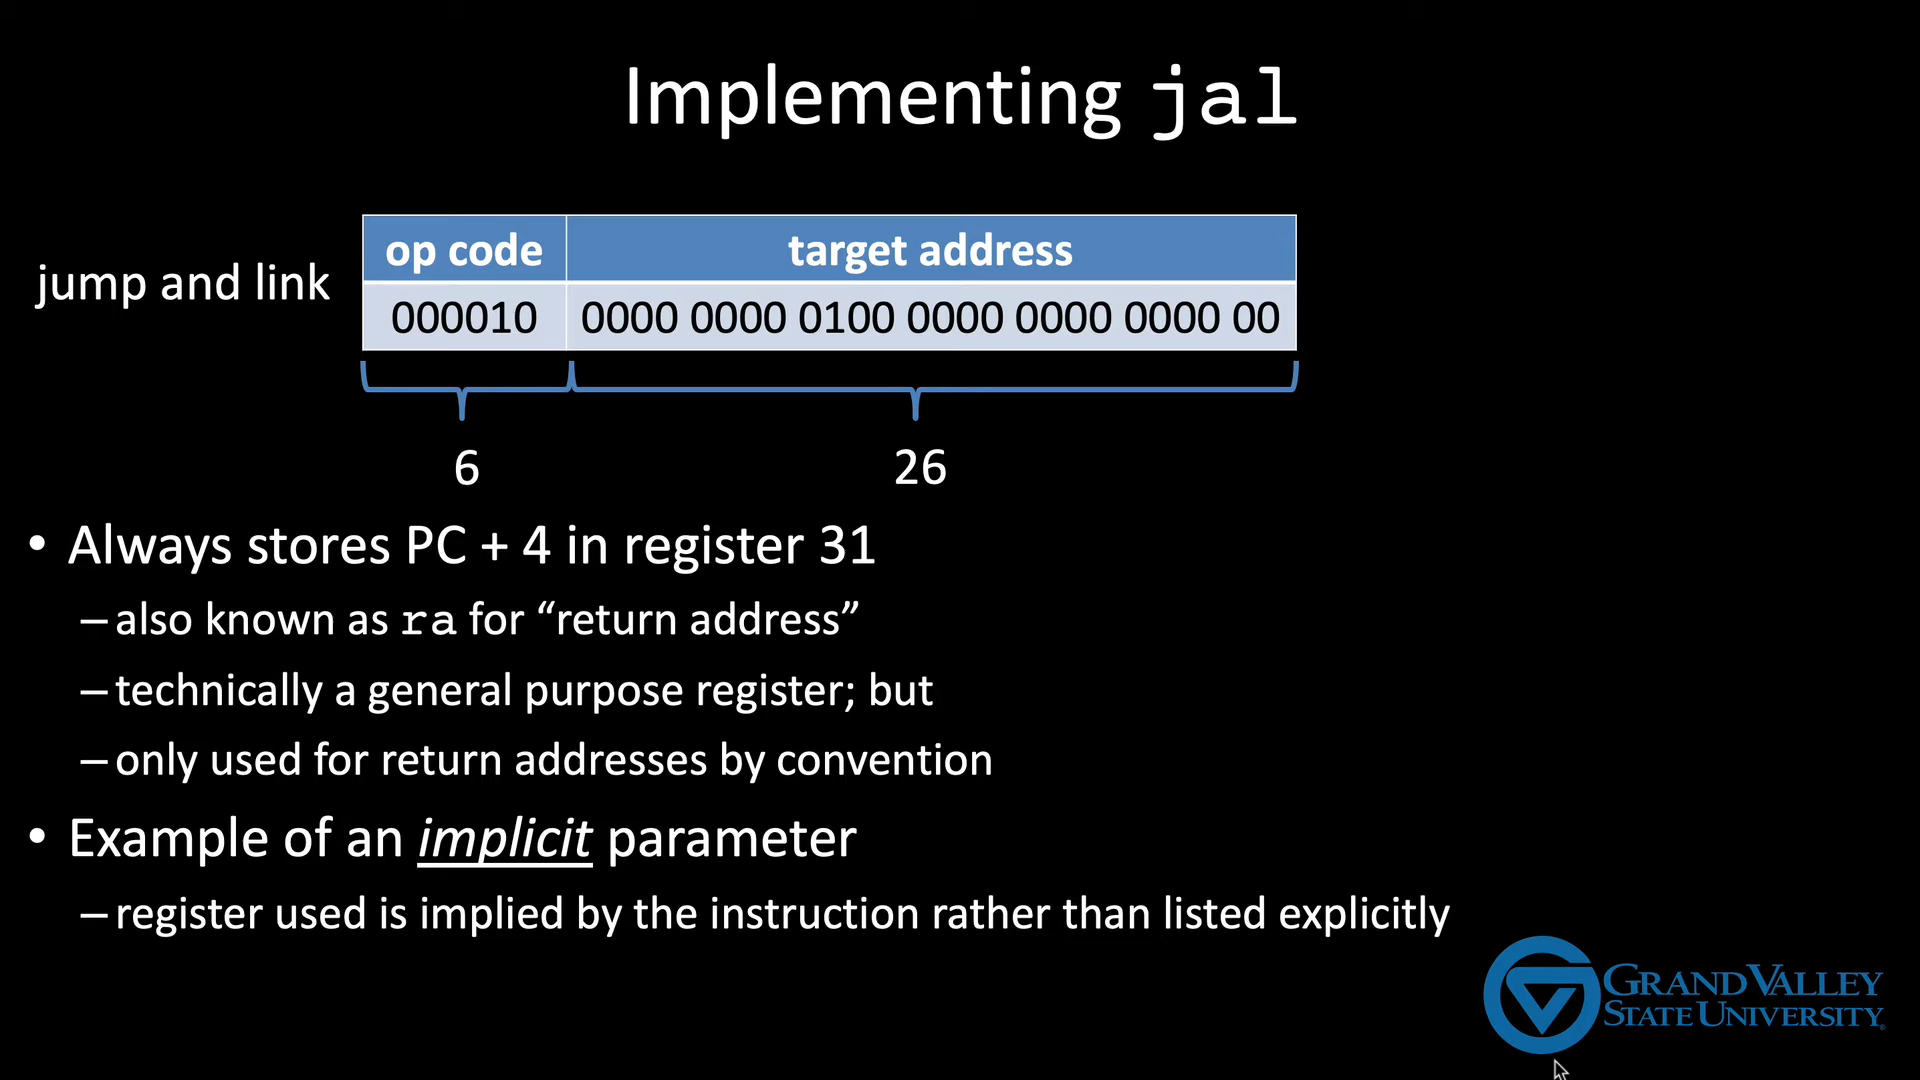 Implementing jal
jump and link
op code target address
000010 0000 0000 0100 0000 0000 0000 00
6 26
• Always stores PC + 4 in register 31
– also known as ra for “return address”
– technically a general purpose register; but
– only used for return addresses by convention
• Example of an implicit parameter
– register used is implied by the instruction rather than listed explicitly
GRAND VALLEY
STATE UNIVERSITY